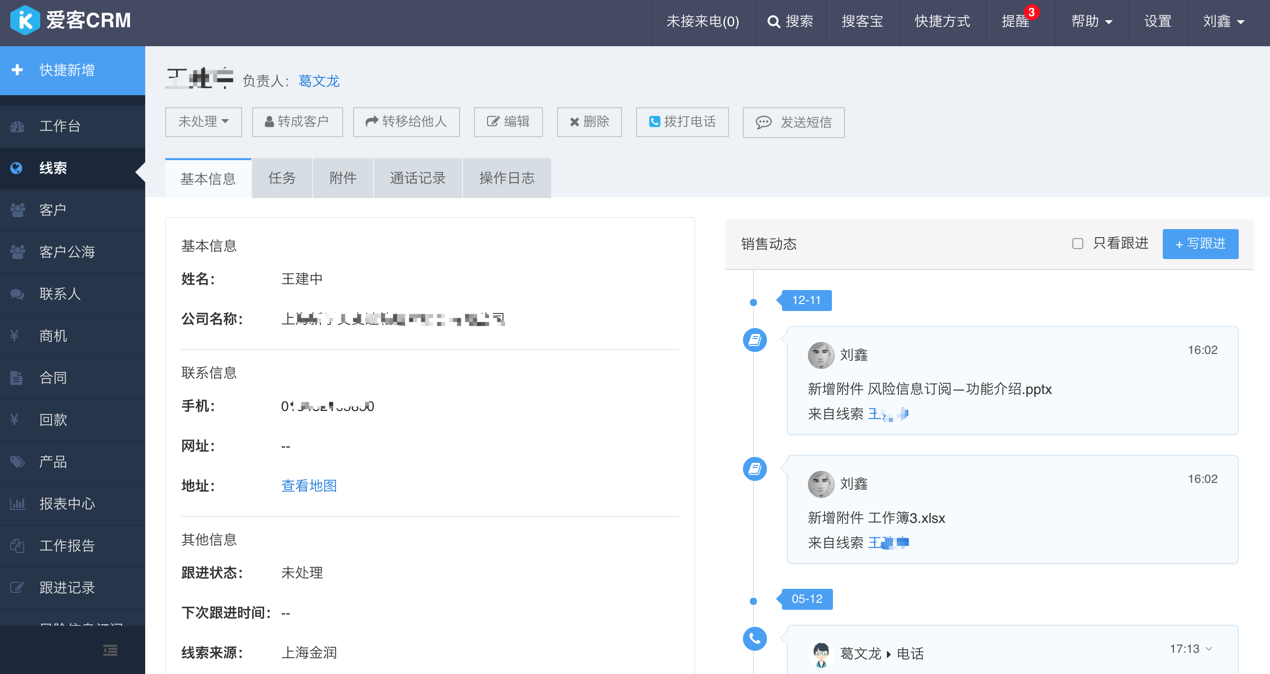 爱客CRM
未接来电(0)
搜索
搜客宝
快捷方式
提醒
3
帮助
设置
刘鑫
快捷新增
工作台
线索
客户
客户公海
联系人
商机
合同
回款
产品
报表中心
工作报告
跟进记录
负责人：葛文龙
未处理
转成客户
转移给他人
编辑
删除
拨打电话
发送短信
基本信息
任务
附件
通话记录
操作日志
基本信息
姓名： 王建中
公司名称：
联系信息
手机：
网址： --
地址： 查看地图
其他信息
跟进状态： 未处理
下次跟进时间： --
线索来源： 上海金润
销售动态
只看跟进
+ 写跟进
12-11
刘鑫
16:02
新增附件 风险信息订阅—功能介绍.pptx
来自线索
刘鑫
16:02
新增附件 工作簿3.xlsx
来自线索
05-12
葛文龙 电话
17:13